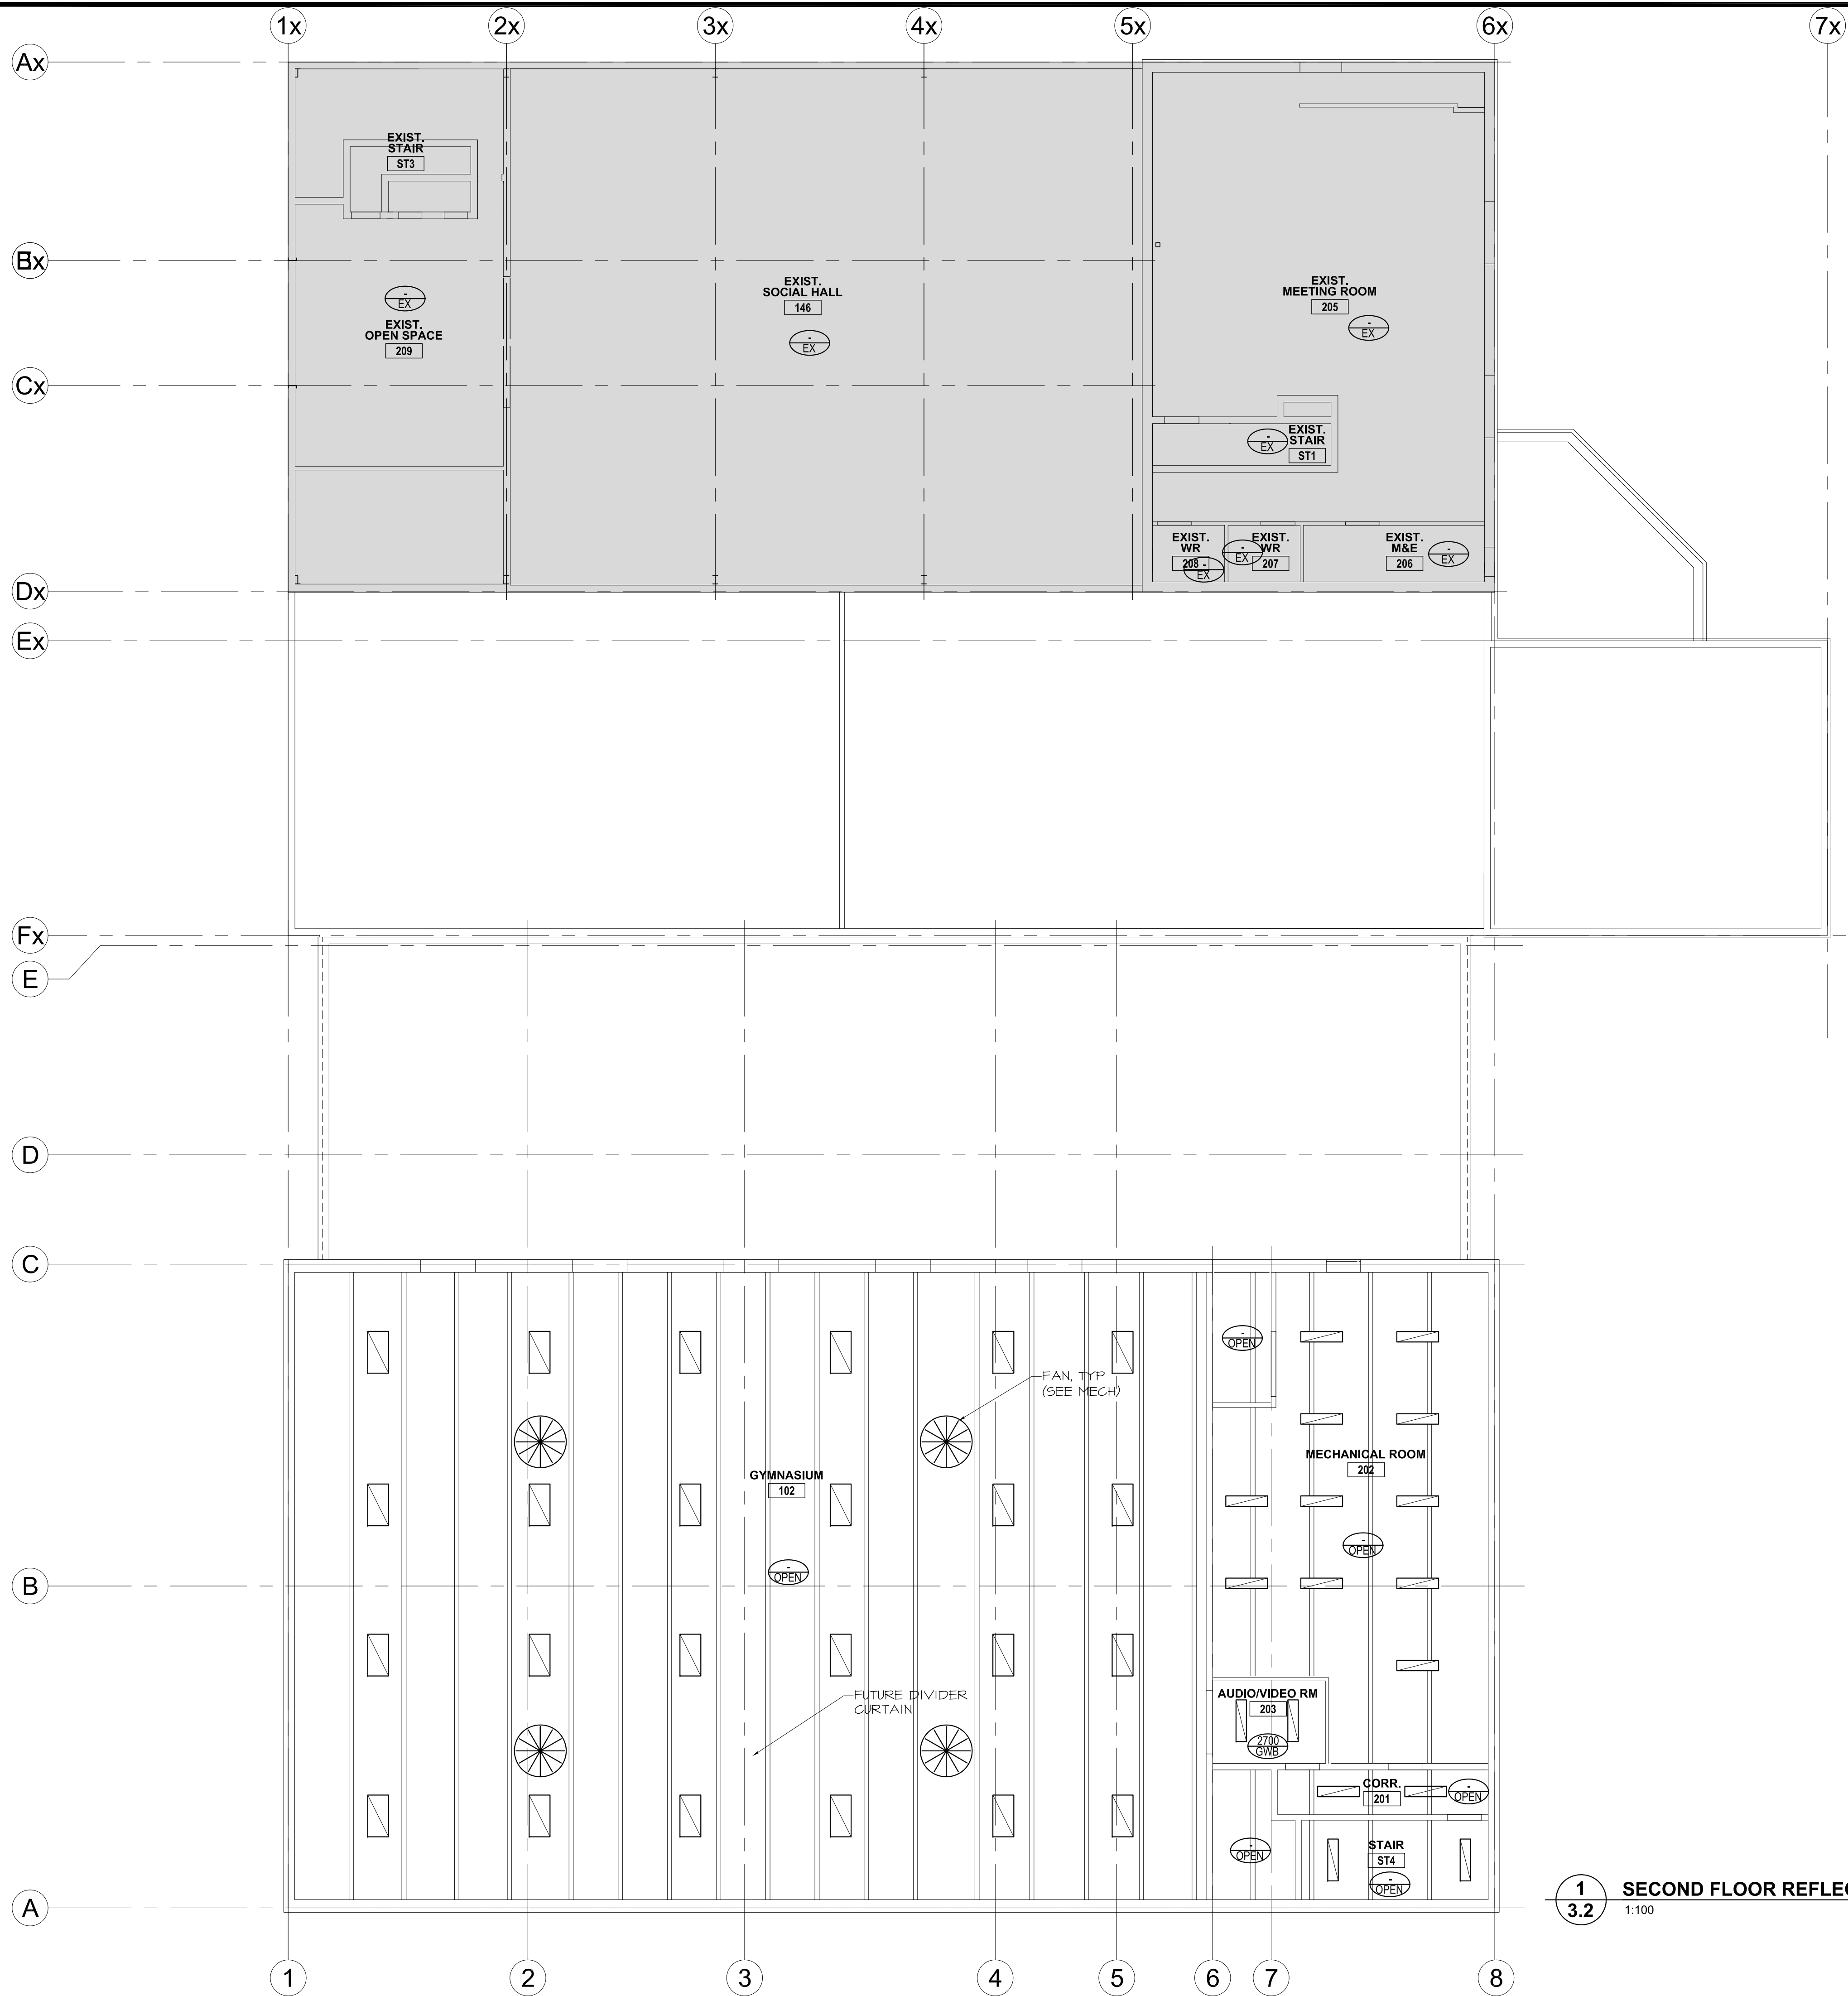 1x 2x 3x 4x 5x 6x 7x
Ax
EXIST.
STAIR
ST3
Bx
EXIST.
SOCIAL HALL
146
EXIST.
MEETING ROOM
205
-
EX
EXIST.
OPEN SPACE
209
-
EX
-
EX
Cx
-
EX
EXIST.
STAIR
ST1
EXIST.
WR
208
-
EX
-
EX
EXIST.
WR
207
EXIST.
M&E
206
-
EX
Dx
Ex
Fx
E
D
C
-
OPEN
FAN, TYP
(SEE MECH)
MECHANICAL ROOM
202
GYMNASIUM
102
-
OPEN
-
OPEN
B
FUTURE DIVIDER
CURTAIN
AUDIO/VIDEO RM
203
2700
GWB
CORR.
201
-
OPEN
-
OPEN
STAIR
ST4
-
OPEN
A
1
3.2
SECOND FLOOR
1:100
1 2 3 4 5 6 7 8